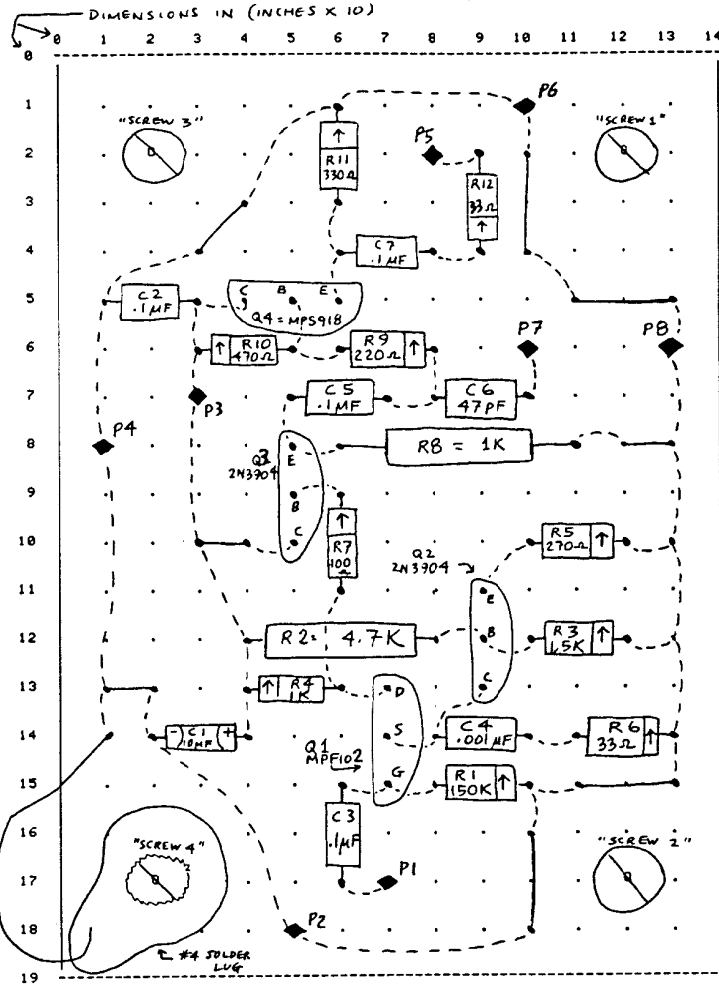 DIMENSIONS IN (INCHES X 10)
0 1 2 3 4 5 6 7 8 9 10 11 12 13 14
0
1
P6
"SCREW 3"
"SCREW 1"
P5
2
↑
R11
330Ω
R12
33Ω
↑
3
4
C7
.1µF
5
C2
.1µF
C B E
Q4 = MPS918
P7
P8
6
↑ R10
470Ω
R9
220Ω ↑
7
P3
C5
.1µF
C6
47PF
8
P4
E
R8 = 1K
Q3
2N3904
9
B
↑
R7
100
Ω
10
C
R5
270Ω ↑
Q2
2N3904
11
E
12
R2= 4.7K
B
R3
1.5K ↑
13
↑ R4
1K
D
C
14
(-) C1 (+)
10MF
S
C4
.001µF
R6
33Ω ↑
Q1
MPF102
15
G
R1
150K ↑
16
C3
.1µF
"SCREW 4"
"SCREW 2"
17
P1
18
P2
#4 SOLDER
LUG
19